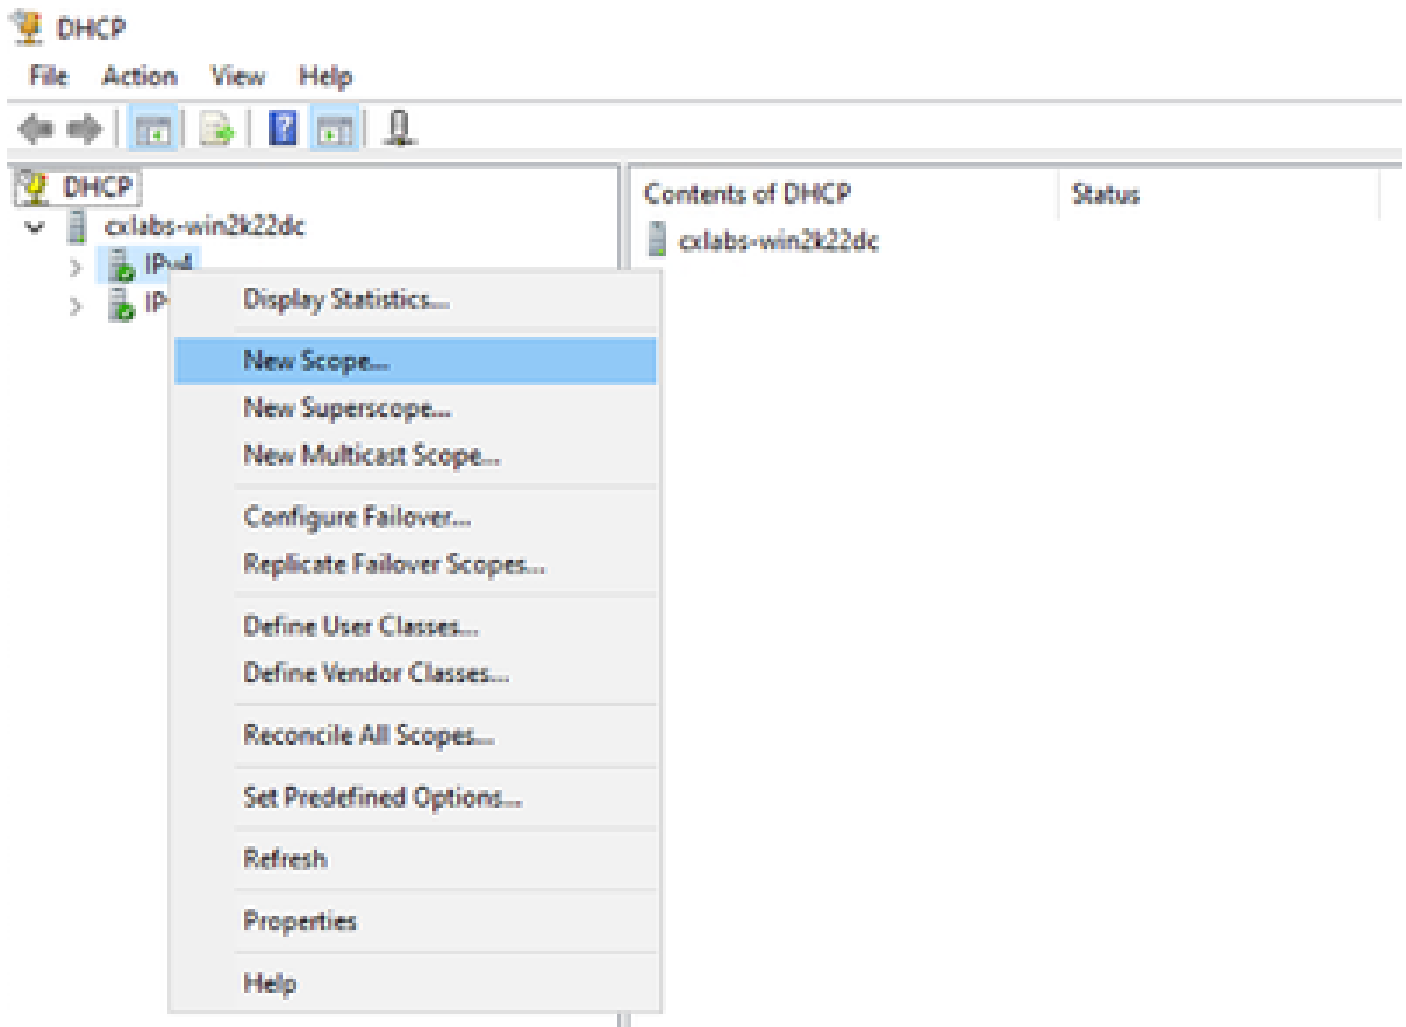 DHCP
File Action View Help
DHCP
cxlabs-win2k22dc
IPv4
IP
Contents of DHCP Status
cxlabs-win2k22dc
Display Statistics...
New Scope...
New Superscope...
New Multicast Scope...
Configure Failover...
Replicate Failover Scopes...
Define User Classes...
Define Vendor Classes...
Reconcile All Scopes...
Set Predefined Options...
Refresh
Properties
Help